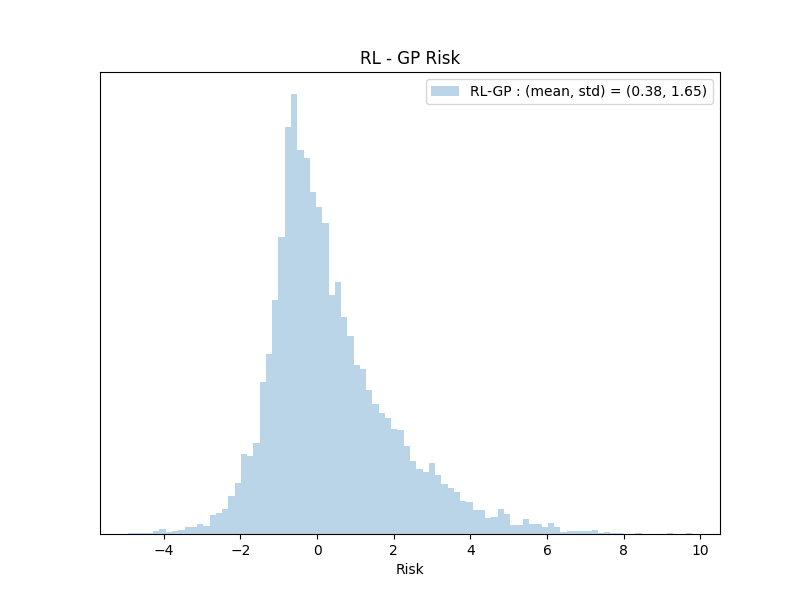 RL - GP Risk
RL-GP : (mean, std) = (0.38, 1.65)
−4 −2 0 2 4 6 8 10
Risk